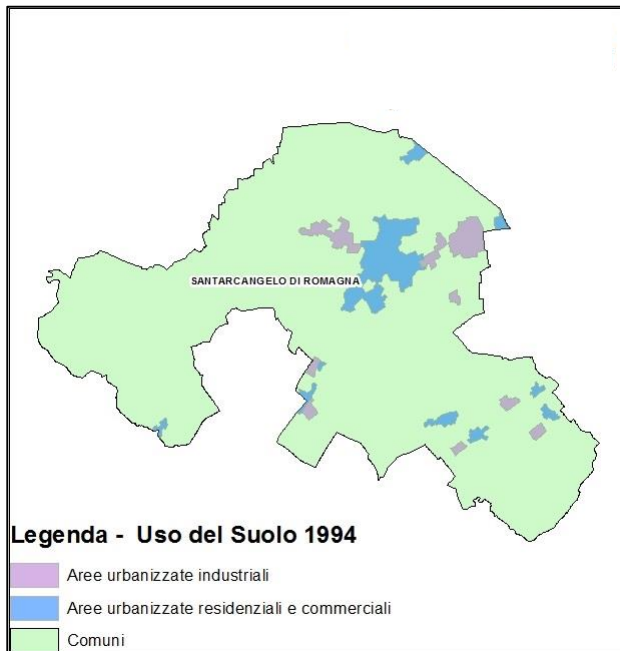 SANTARCANGELO DI ROMAGNA
Legenda - Uso del Suolo 1994
Aree urbanizzate industriali
Aree urbanizzate residenziali e commerciali
Comuni